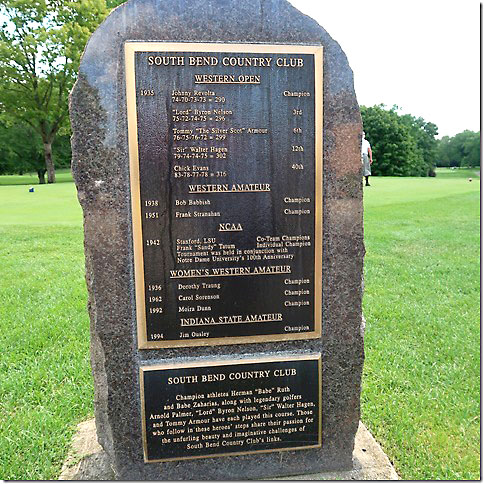 SOUTH BEND COUNTRY CLUB
WESTERN OPEN
1935 Johnny Revolta Champion
74-70-73-73 = 290
"Lord" Byron Nelson 3rd
75-72-74-75 = 296
Tommy "The Silver Scot" Armour 6th
76-75-76-72 = 299
"Sir" Walter Hagen 12th
79-74-74-75 = 302
Chick Evans 40th
83-78-77-78 = 316
WESTERN AMATEUR
1938 Bob Babbish Champion
1951 Frank Stranahan Champion
NCAA
1942 Stanford, LSU Co-Team Champions
Frank "Sandy" Tatum Individual Champion
Tournament was held in conjunction with
Notre Dame University's 100th Anniversary
WOMEN'S WESTERN AMATEUR
1936 Dorothy Traung Champion
1962 Carol Sorenson Champion
1992 Moira Dunn Champion
INDIANA STATE AMATEUR
1994 Jim Ousley Champion
SOUTH BEND COUNTRY CLUB
Champion athletes Herman "Babe" Ruth
and Babe Zaharias, along with legendary golfers
Arnold Palmer, "Lord" Byron Nelson, "Sir" Walter Hagen,
and Tommy Armour have each played this course. Those
who follow in these heroes' steps share their passion for
the unfurling beauty and imaginative challenges of
South Bend Country Club's links.